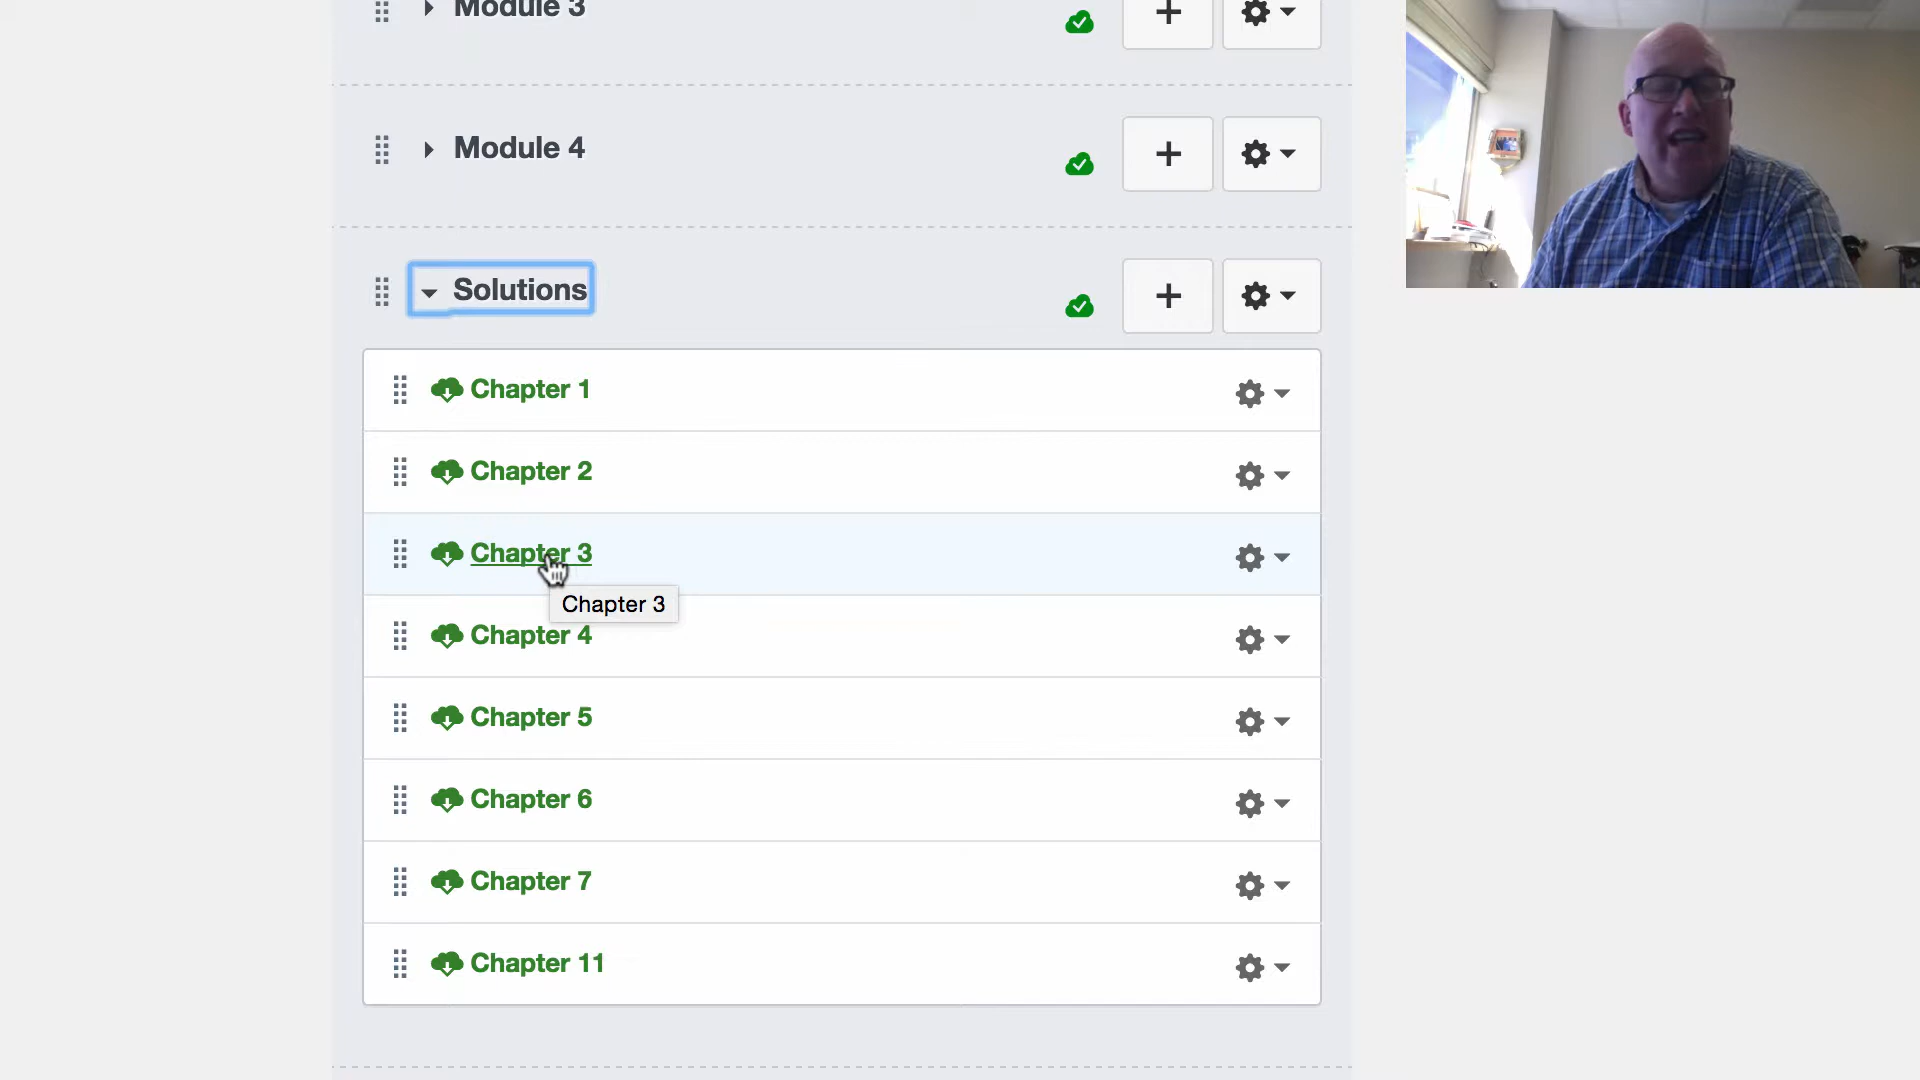 Module 3
Module 4
Solutions
Chapter 1
Chapter 2
Chapter 3
Chapter 3
Chapter 4
Chapter 5
Chapter 6
Chapter 7
Chapter 11